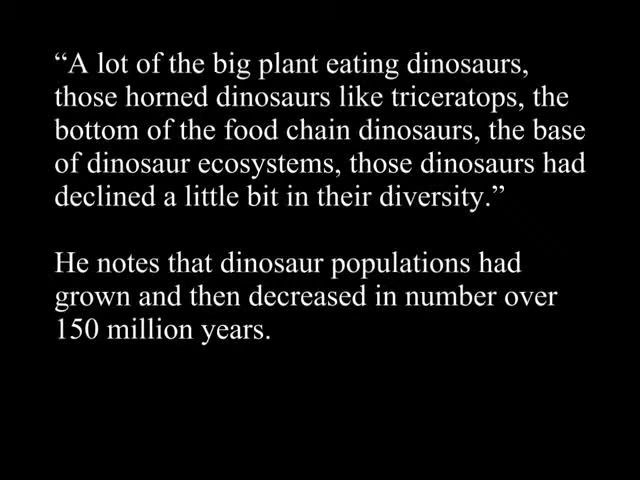 “A lot of the big plant eating dinosaurs,
those horned dinosaurs like triceratops, the
bottom of the food chain dinosaurs, the base
of dinosaur ecosystems, those dinosaurs had
declined a little bit in their diversity.”
He notes that dinosaur populations had
grown and then decreased in number over
150 million years.